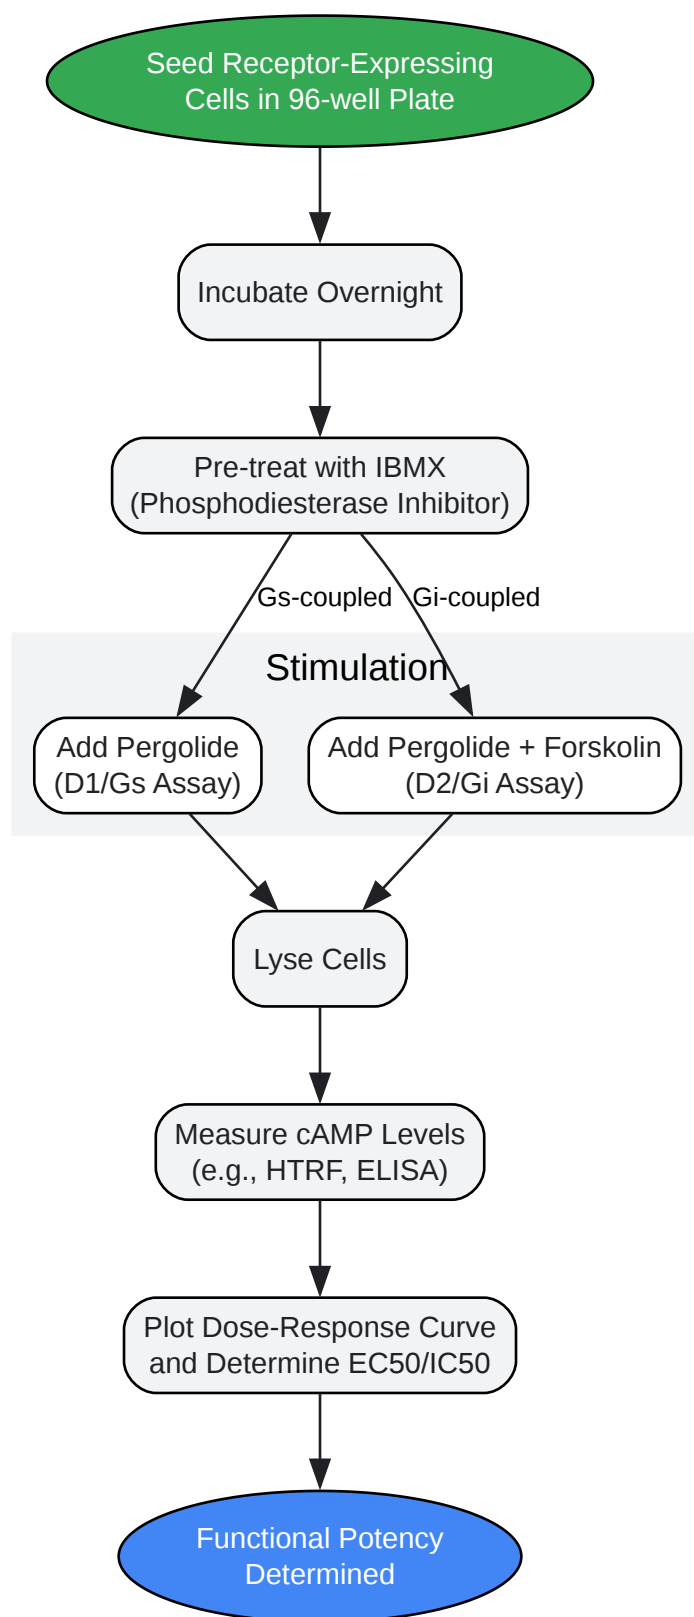 Seed Receptor-Expressing
Cells in 96-well Plate
Incubate Overnight
Pre-treat with IBMX
(Phosphodiesterase Inhibitor)
Gs-coupled
Gi-coupled
Stimulation
Add Pergolide
(D1/Gs Assay)
Add Pergolide + Forskolin
(D2/Gi Assay)
Lyse Cells
Measure cAMP Levels
(e.g., HTRF, ELISA)
Plot Dose-Response Curve
and Determine EC50/IC50
Functional Potency
Determined